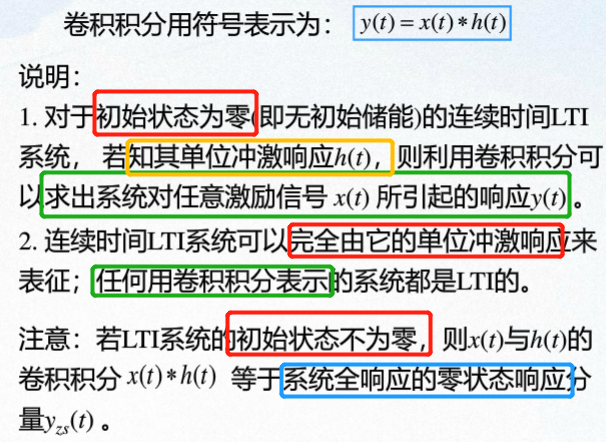 卷积积分用符号表示为： y(t) = x(t) * h(t)
说明：
1. 对于初始状态为零(即无初始储能)的连续时间LTI
系统， 若知其单位冲激响应h(t)，则利用卷积积分可
以求出系统对任意激励信号 x(t) 所引起的响应y(t) 。
2. 连续时间LTI系统可以完全由它的单位冲激响应来
表征；任何用卷积积分表示的系统都是LTI的。
注意：若LTI系统的初始状态不为零，则x(t)与h(t)的
卷积积分 x(t) * h(t) 等于系统全响应的零状态响应分
量yzs(t) 。